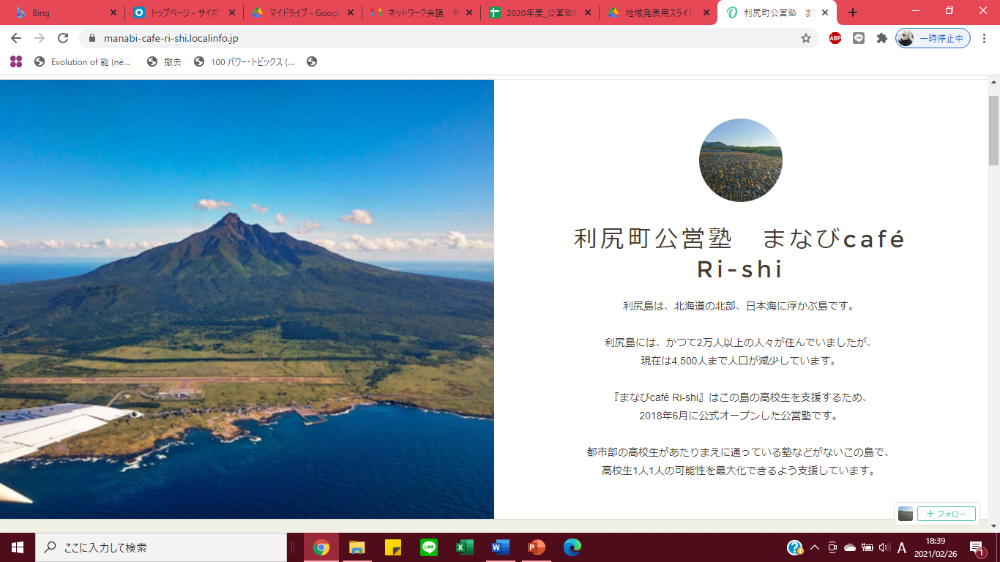 Bing
トップページ - サイボウ
マイドライブ - Google
ネットワーク会議
2020年度_公営塾
地域発表用スライド
利尻町公営塾　まな
manabi-cafe-ri-shi.localinfo.jp
ABP
一時停止中
Evolution of 能 (né...
撤去
100 パワー・トピックス (...
利尻町公営塾　まなびcafé
Ri-shi
利尻島は、北海道の北部、日本海に浮かぶ島です。
利尻島には、かつて2万人以上の人々が住んでいましたが、
現在は4,500人まで人口が減少しています。
『まなびcafé Ri-shi』はこの島の高校生を支援するため、
2018年6月に公式オープンした公営塾です。
都市部の高校生があたりまえに通っている塾などがないこの島で、
高校生1人1人の可能性を最大化できるよう支援しています。
＋フォロー
ここに入力して検索
LINE
A
18:39
2021/02/26
1